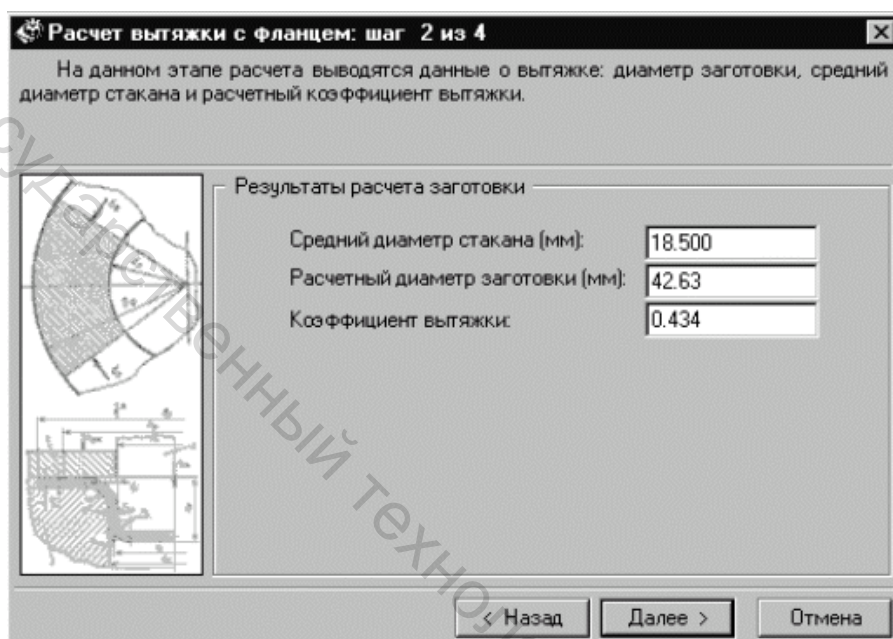 Расчет вытяжки с фланцем: шаг 2 из 4
На данном этапе расчета выводятся данные о вытяжке: диаметр заготовки, средний
диаметр стакана и расчетный коэффициент вытяжки.
Результаты расчета заготовки
Средний диаметр стакана (мм): 18.500
Расчетный диаметр заготовки (мм): 42.63
Коэффициент вытяжки: 0.434
сударственный технол
< Назад Далее > Отмена